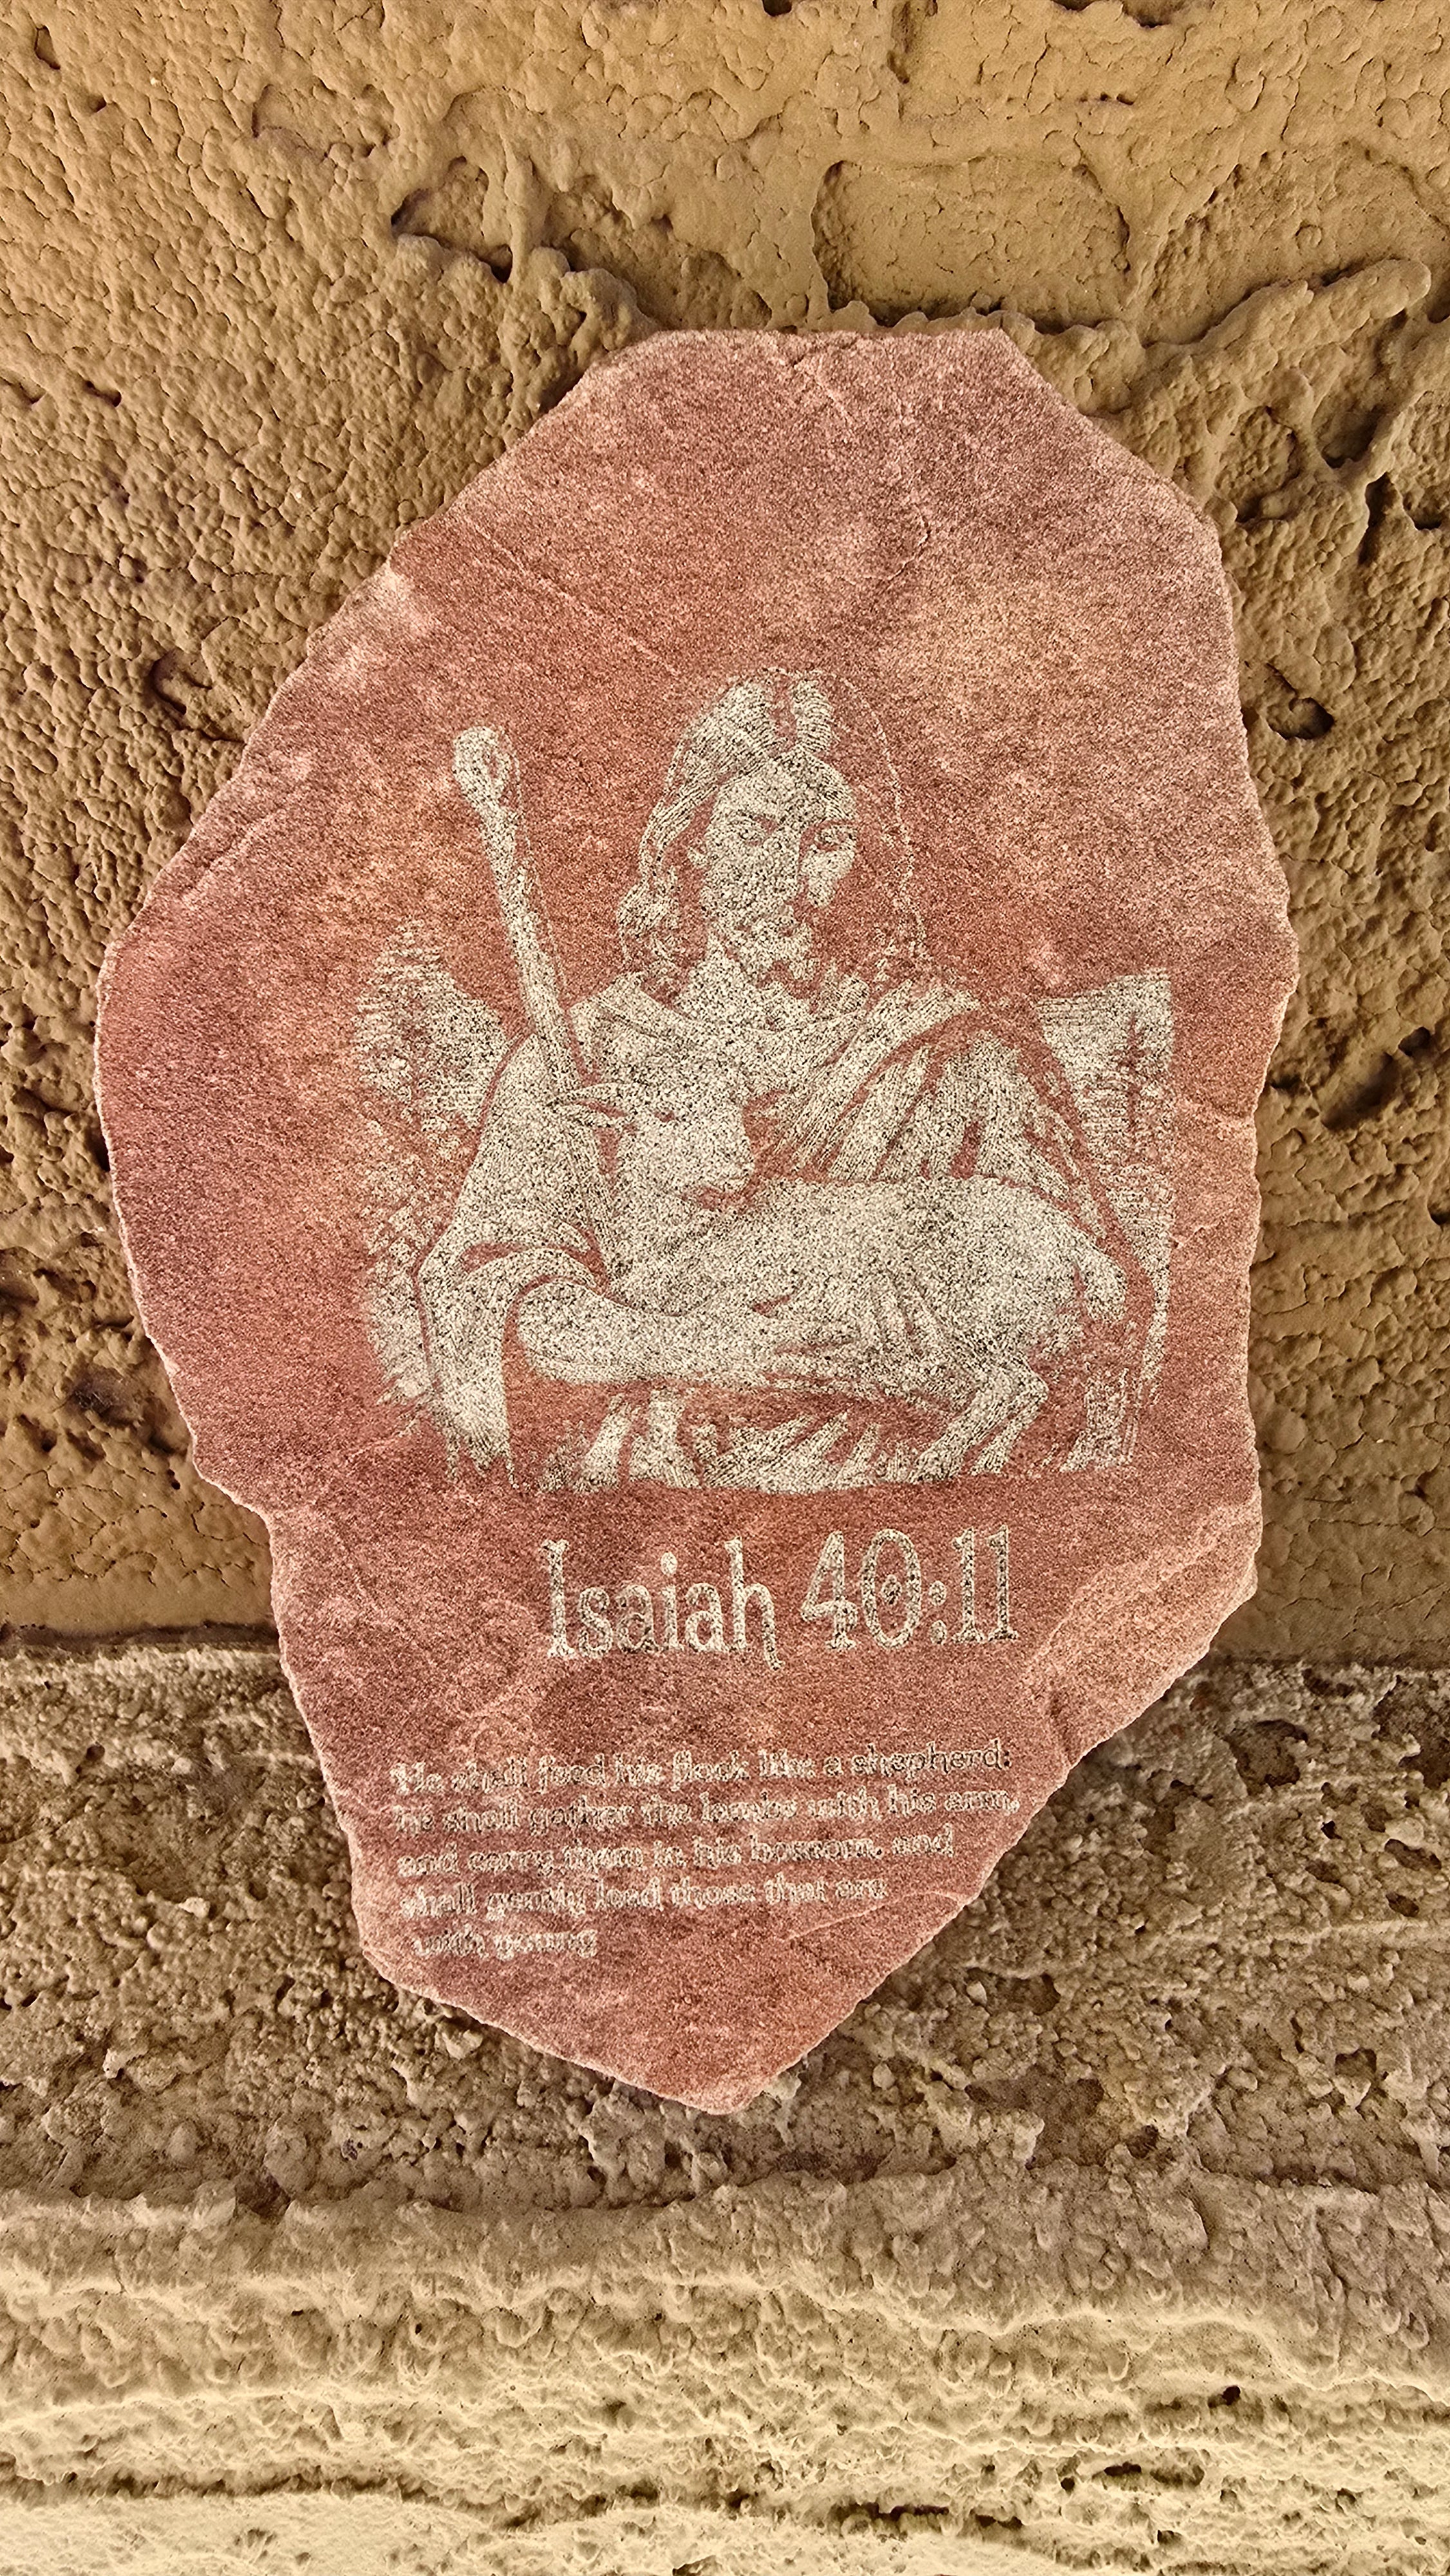 Isaiah 40:11
He shall feed his flock like a shepherd:
he shall gather the lambs with his arm,
and carry them in his bossom, and
shall gently lead those that are
with young